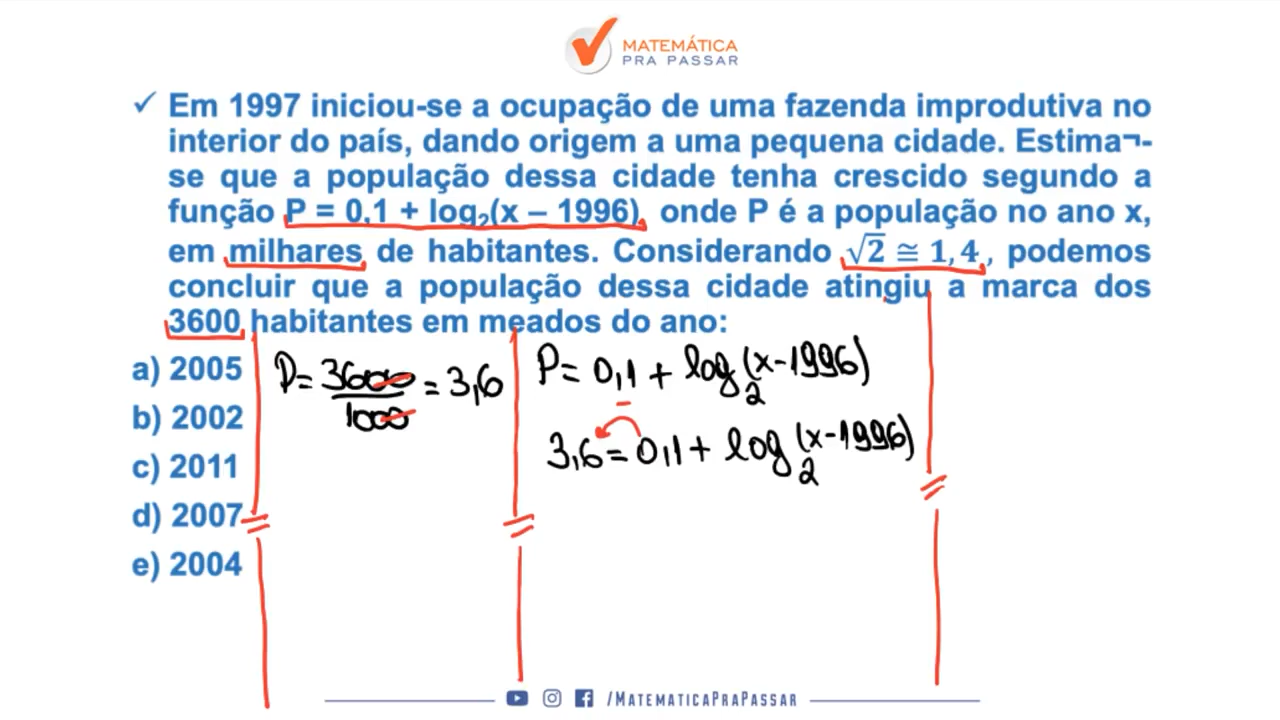 MATEMÁTICA
PRA PASSAR
✓ Em 1997 iniciou-se a ocupação de uma fazenda improdutiva no
interior do país, dando origem a uma pequena cidade. Estima¬-
se que a população dessa cidade tenha crescido segundo a
função P = 0,1 + log₂(x – 1996), onde P é a população no ano x,
em milhares de habitantes. Considerando √2 ≅ 1,4, podemos
concluir que a população dessa cidade atingiu a marca dos
3600 habitantes em meados do ano:
a) 2005
b) 2002
c) 2011
d) 2007
e) 2004
P= 3600/1000 = 3,6
P= 0,1 + log₂(x-1996)
3,6 = 0,1 + log₂(x-1996)
/MATEMATICAPRAPASSAR